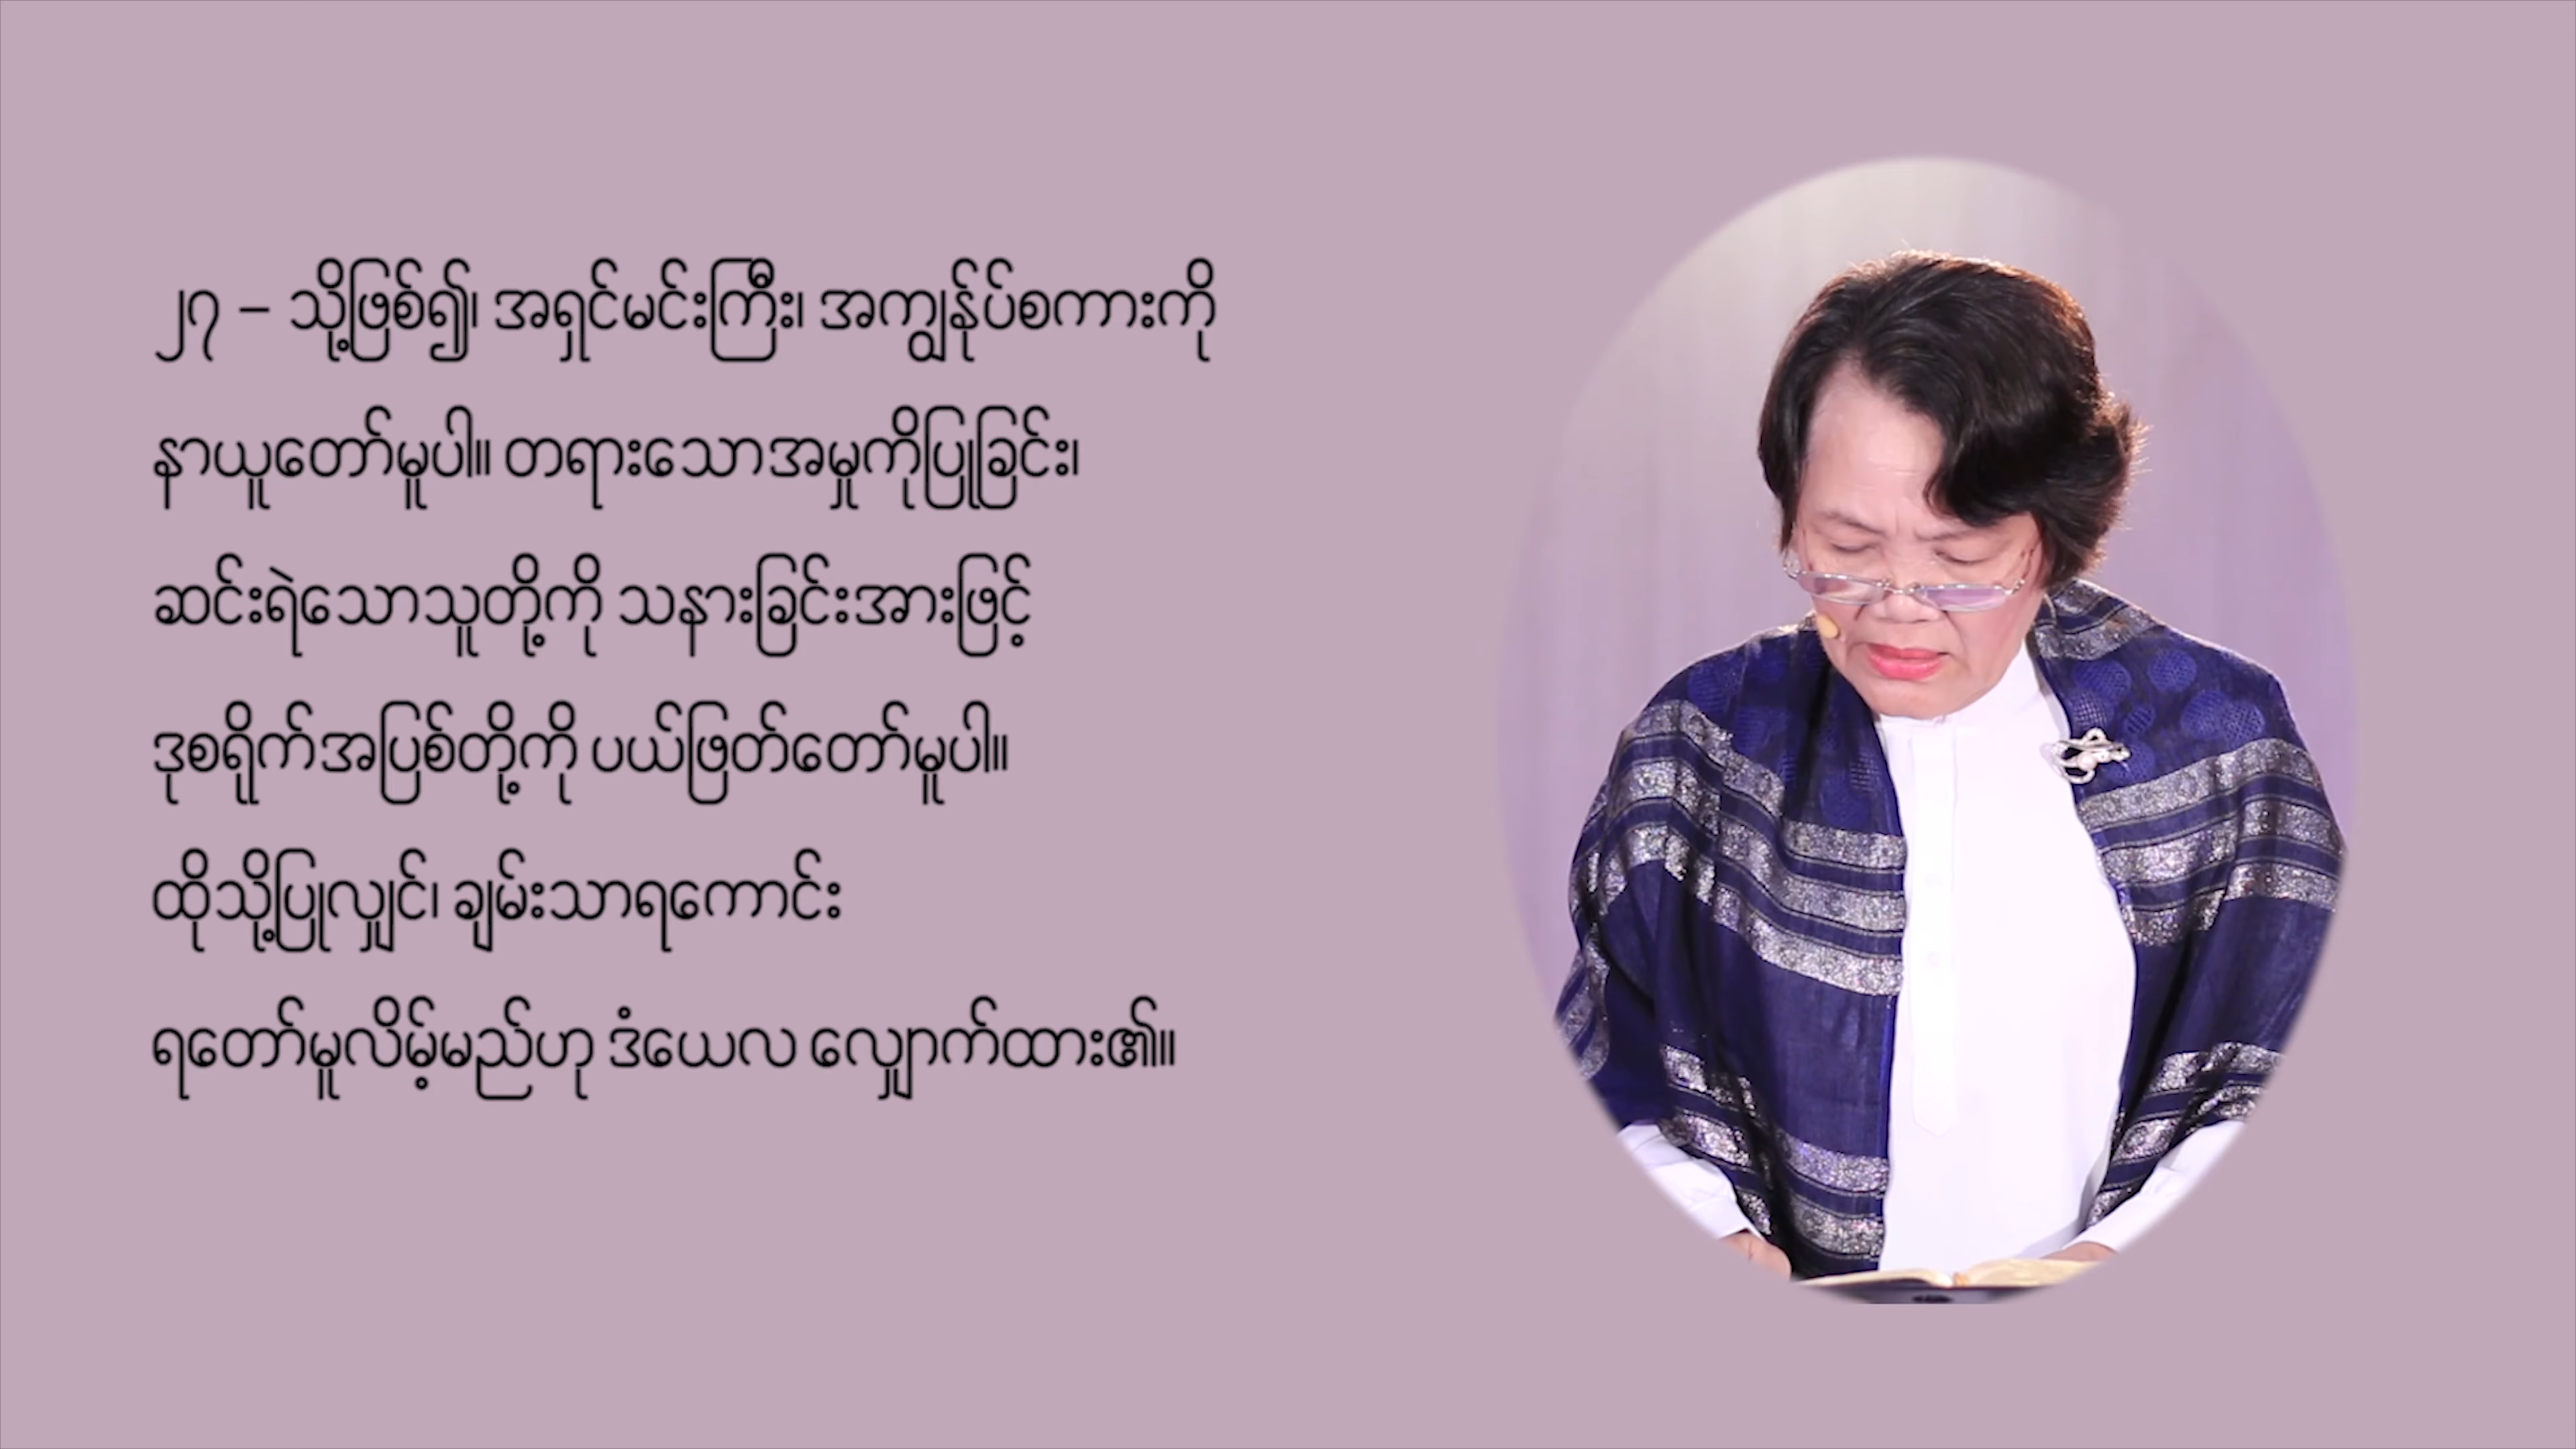 ၂၇ – သို့ဖြစ်၍၊ အရှင်မင်းကြီး၊ အကျွန်ုပ်စကားကို
နာယူတော်မူပါ။ တရားသောအမှုကိုပြုခြင်း၊
ဆင်းရဲသောသူတို့ကို သနားခြင်းအားဖြင့်
ဒုစရိုက်အပြစ်တို့ကို ပယ်ဖြတ်တော်မူပါ။
ထိုသို့ပြုလျှင်၊ ချမ်းသာရကောင်း
ရတော်မူလိမ့်မည်ဟု ဒံယေလ လျှောက်ထား၏။